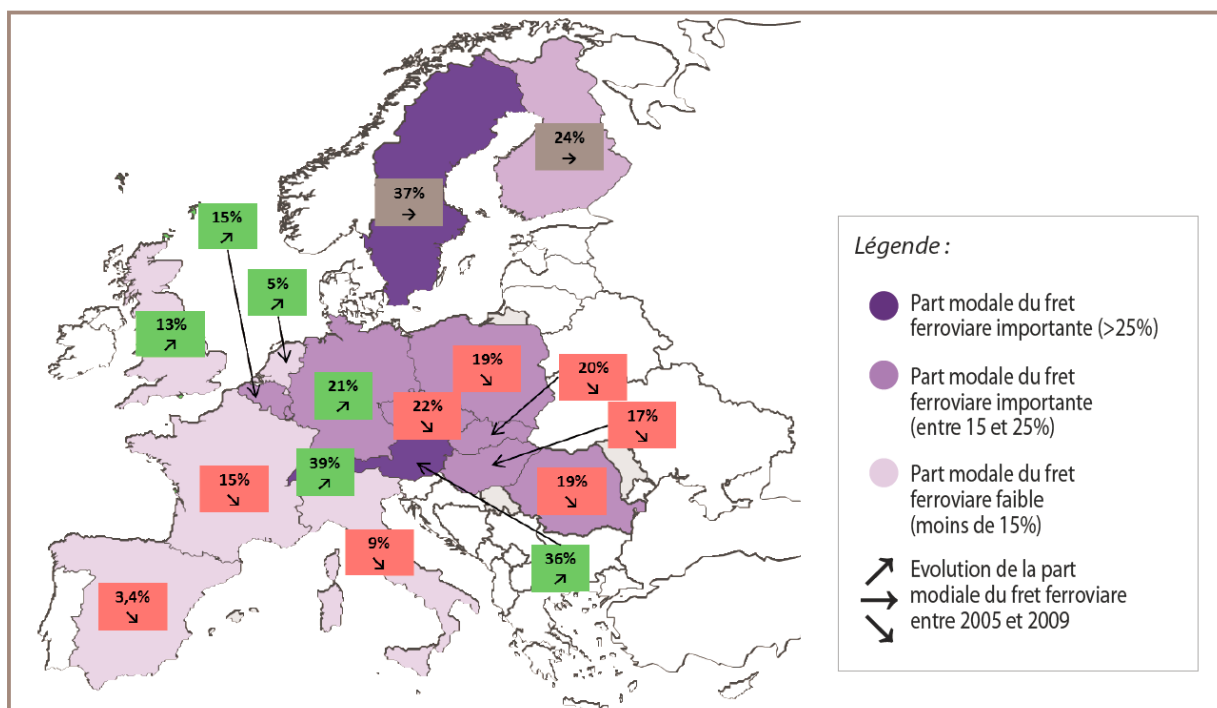 24%
→
37%
→
15%
↗
5%
↗
13%
↗
19%
↘
20%
↘
21%
↗
22%
↘
17%
↘
39%
↗
15%
↘
19%
↘
9%
↘
36%
↗
3,4%
↘
Légende :
Part modale du fret
ferroviare importante (>25%)
Part modale du fret
ferroviare importante
(entre 15 et 25%)
Part modale du fret
ferroviare faible
(moins de 15%)
Evolution de la part
modiale du fret ferroviare
entre 2005 et 2009